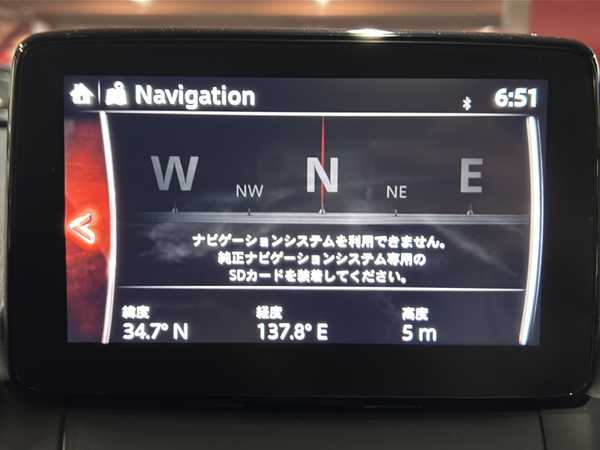 Navigation
6:51
W NW N NE E
ナビゲーションシステムを利用できません。
純正ナビゲーションシステム専用の
SDカードを装着してください。
緯度 経度 高度
34.7° N 137.8° E 5 m